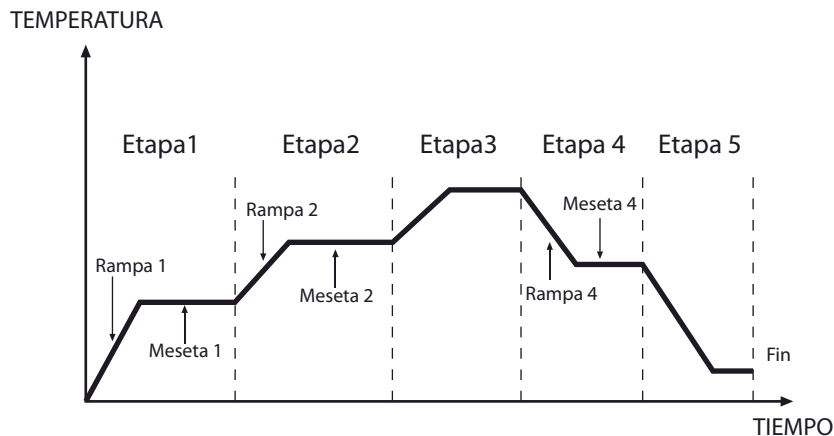 TEMPERATURA
Etapa1
Etapa2
Etapa3
Etapa 4
Etapa 5
Rampa 2
Meseta 4
Rampa 1
Meseta 2
Rampa 4
Meseta 1
Fin
TIEMPO